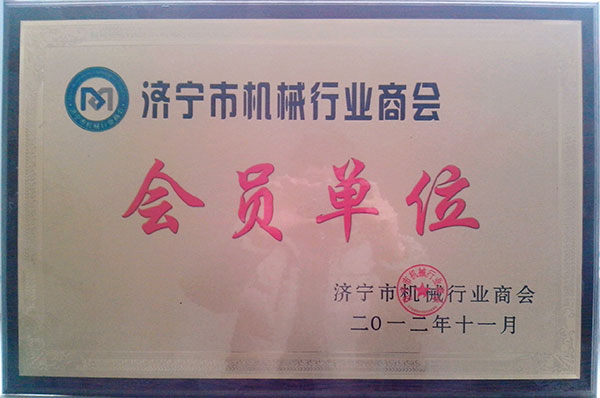 济宁市机械行业商会
会员单位
济宁市机械行业商会
二〇一二年十一月